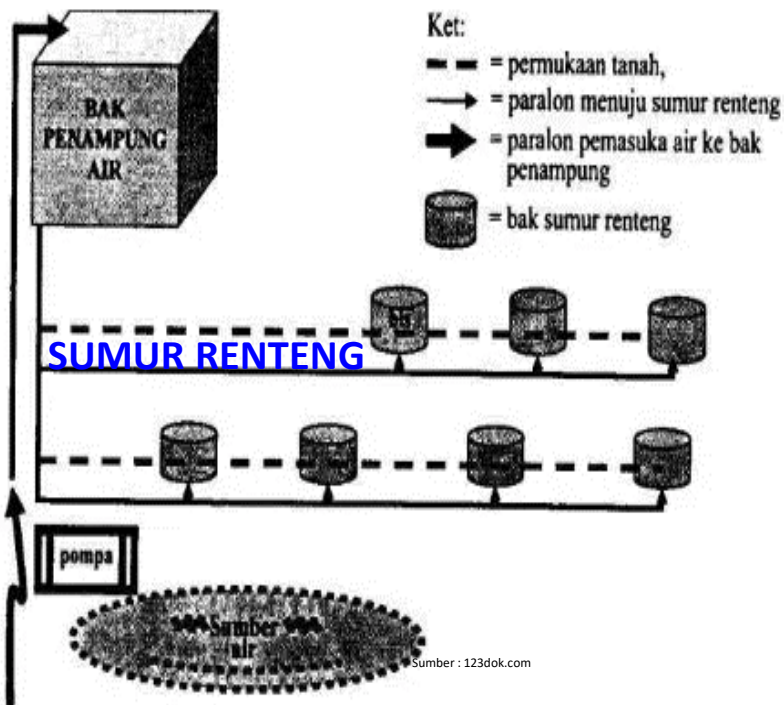 BAK
PENAMPUNG
AIR
Ket:
= permukaan tanah,
= paralon menuju sumur renteng
= paralon pemasuka air ke bak
penampung
= bak sumur renteng
SUMUR RENTENG
pompa
Sumber
air
Sumber : 123dok.com